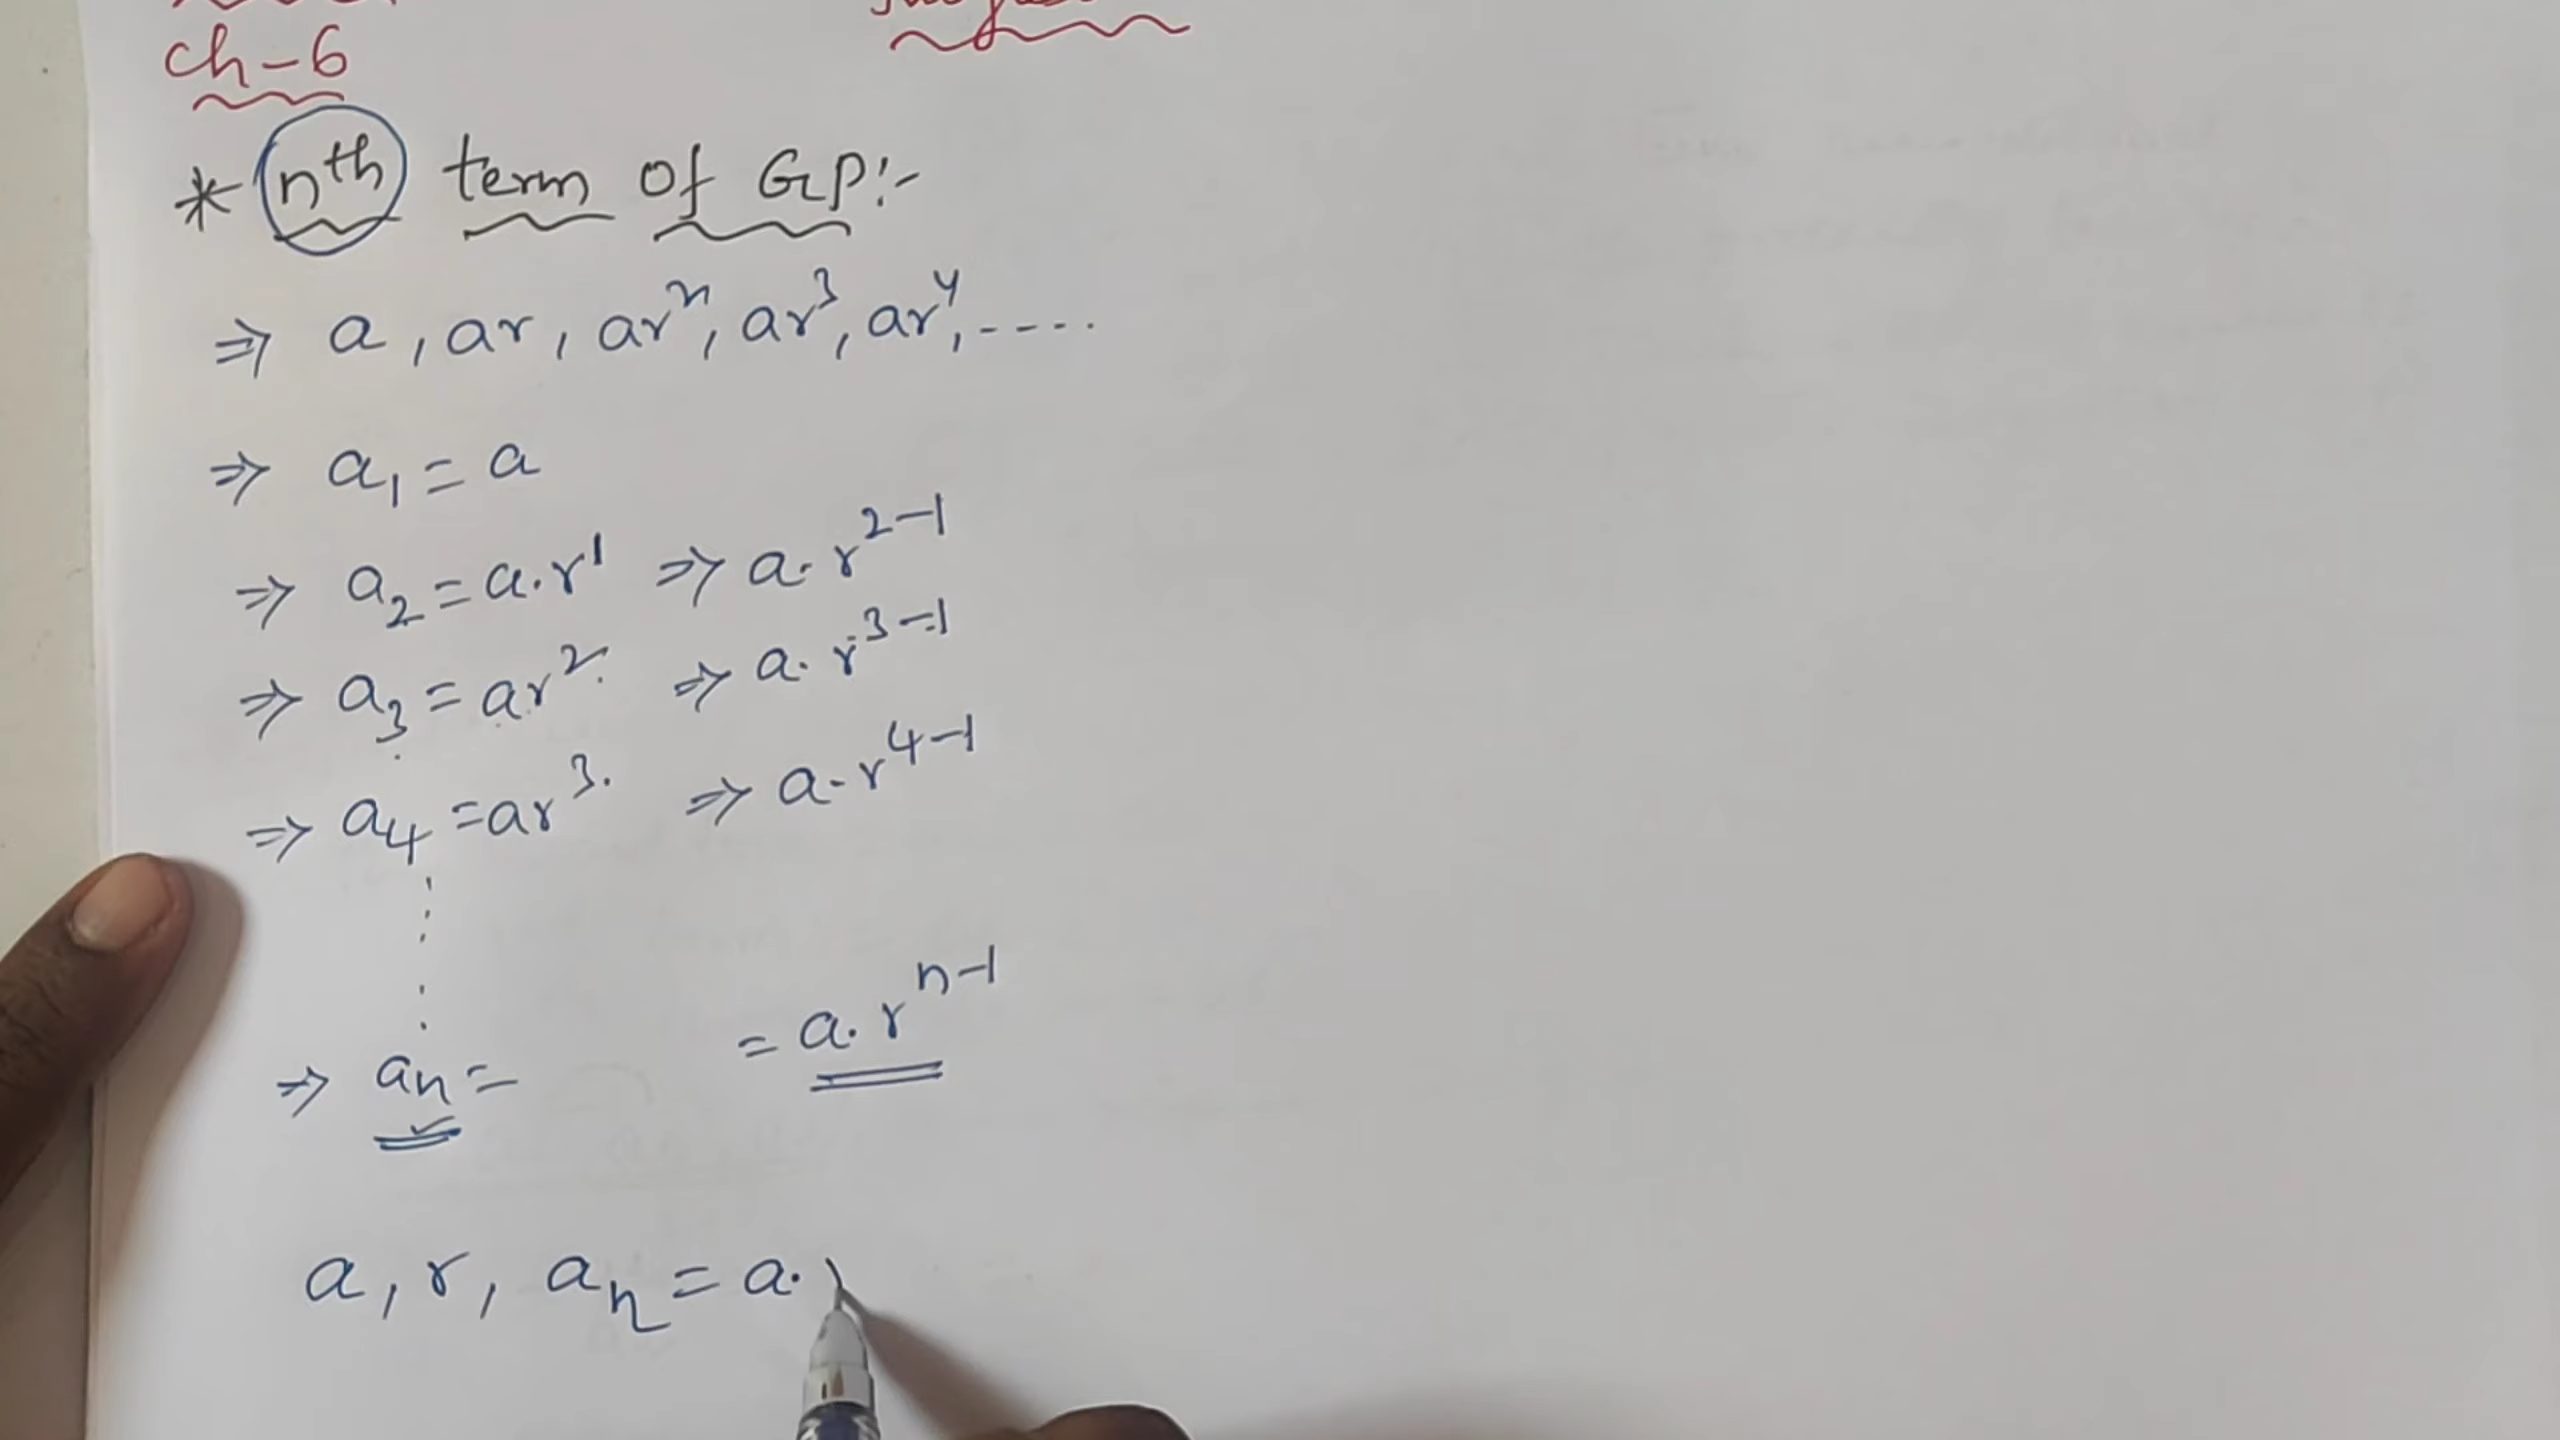 Ch-6
* nth term of GP:-
⇒ a, ar, ar², ar³, ar⁴, -----
⇒ a₁ = a
⇒ a₂ = a.r¹ ⇒ a.r²⁻¹
⇒ a₃ = ar² ⇒ a.r³⁻¹
⇒ a₄ = ar³ ⇒ a.r⁴⁻¹
⇒ aₙ = = a.rⁿ⁻¹
a, r, aₙ = a.